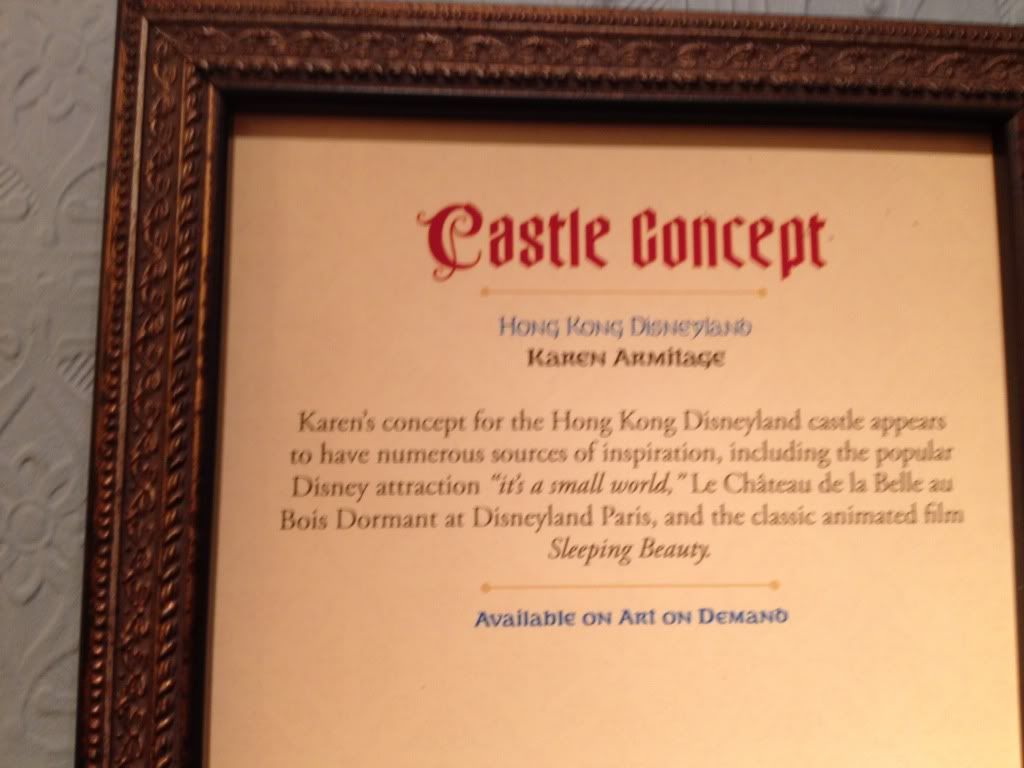 Castle Concept
Hong Kong Disneyland
Karen Armitage
Karen's concept for the Hong Kong Disneyland castle appears
to have numerous sources of inspiration, including the popular
Disney attraction "it's a small world," Le Château de la Belle au
Bois Dormant at Disneyland Paris, and the classic animated film
Sleeping Beauty.
Available on Art on Demand